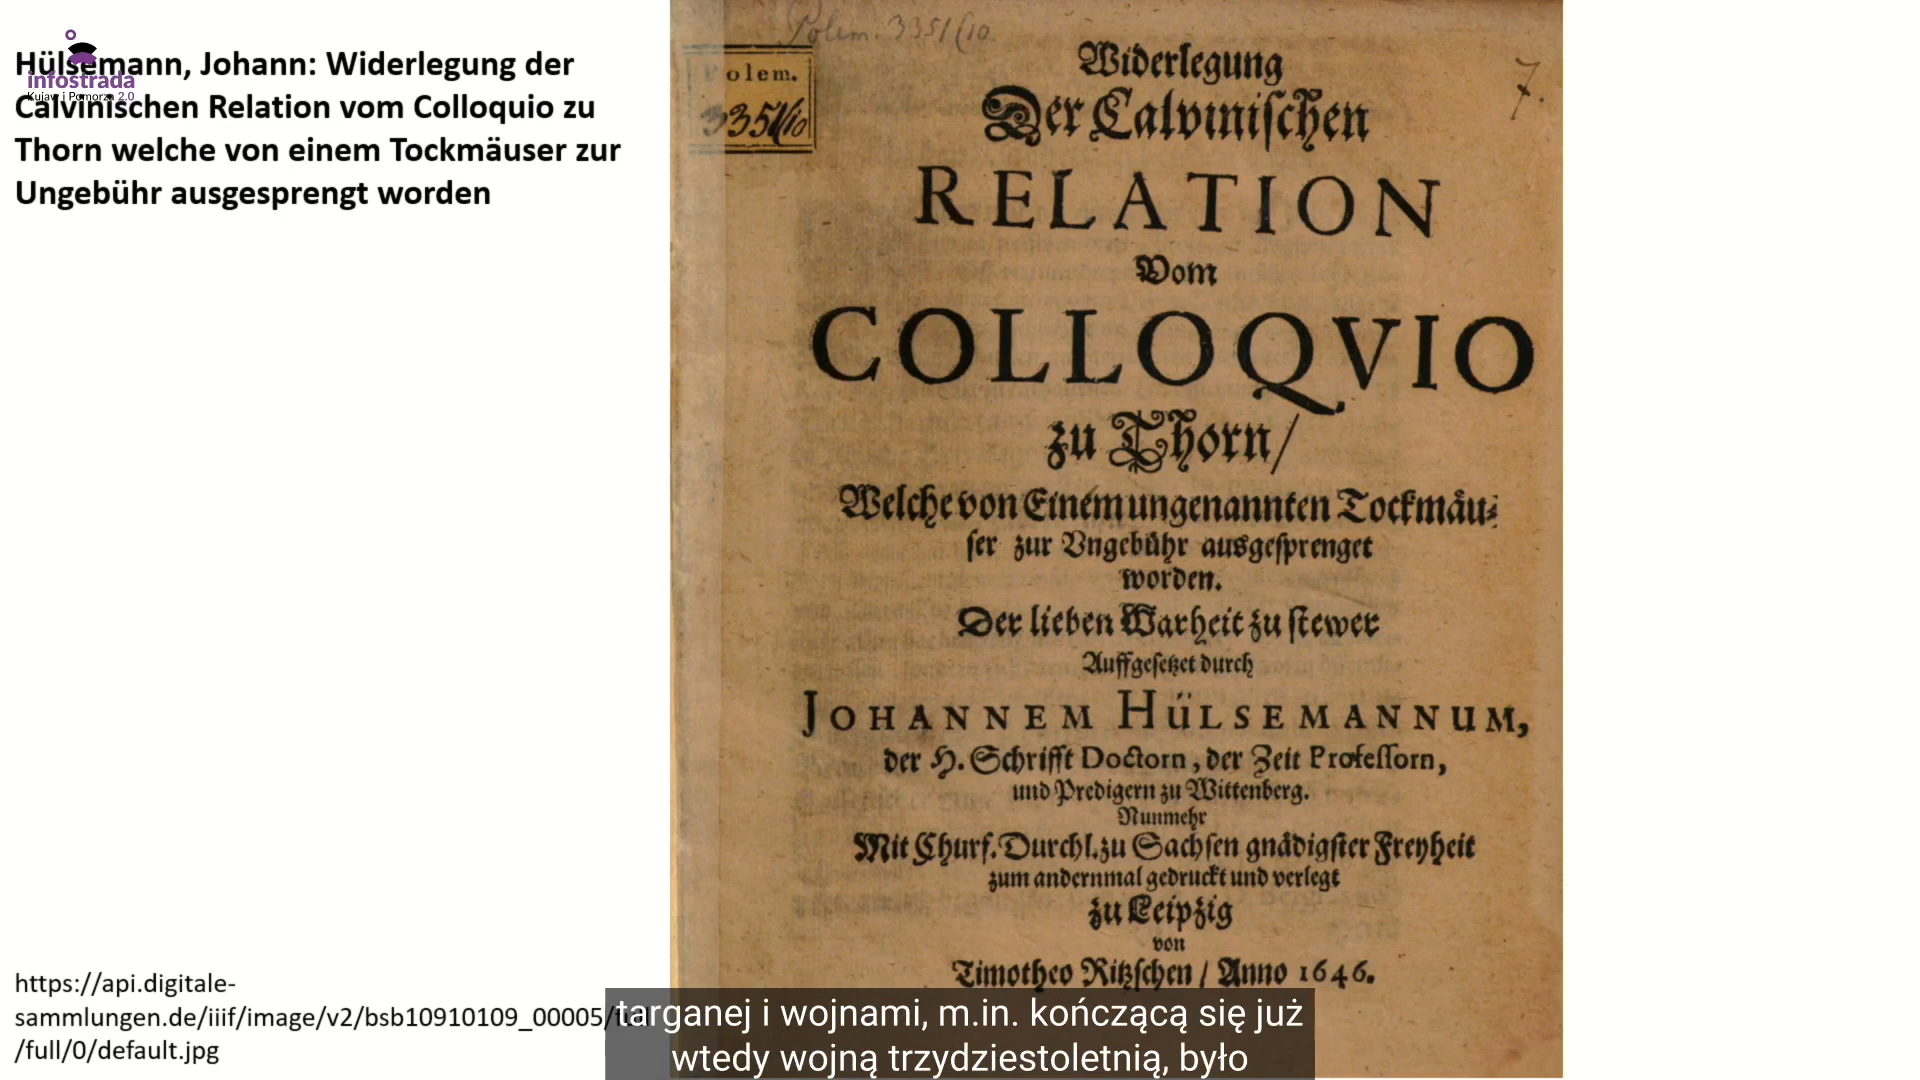 Hülsemann, Johann: Widerlegung der
Calvinischen Relation vom Colloquio zu
Thorn welche von einem Tockmäuser zur
Ungebühr ausgesprengt worden
infostrada
Kujaw i Pomorza 2.0
Polem. 3351/10.
Polem.
3351/10
7.
Widerlegung
Der Calvinischen
RELATION
Vom
COLLOQVIO
zu Thorn/
Welche von Einem ungenannten Tockmäu-
ser zur Vngebühr ausgesprenget
worden.
Der lieben Warheit zu stewer
Auffgesetzet durch
JOHANNEM HÜLSEMANNUM,
der H. Schrifft Doctorn, der Zeit Professorn,
und Predigern zu Wittenberg.
Nunmehr
Mit Churf. Durchl. zu Sachsen gnädigster Freyheit
zum andernmal gedruckt und verlegt
zu Leipzig
von
Timotheo Ritzschen / Anno 1646.
https://api.digitale-
sammlungen.de/iiif/image/v2/bsb10910109_00005/full
/full/0/default.jpg
targanej i wojnami, m.in. kończącą się już
wtedy wojną trzydziestoletnią, było